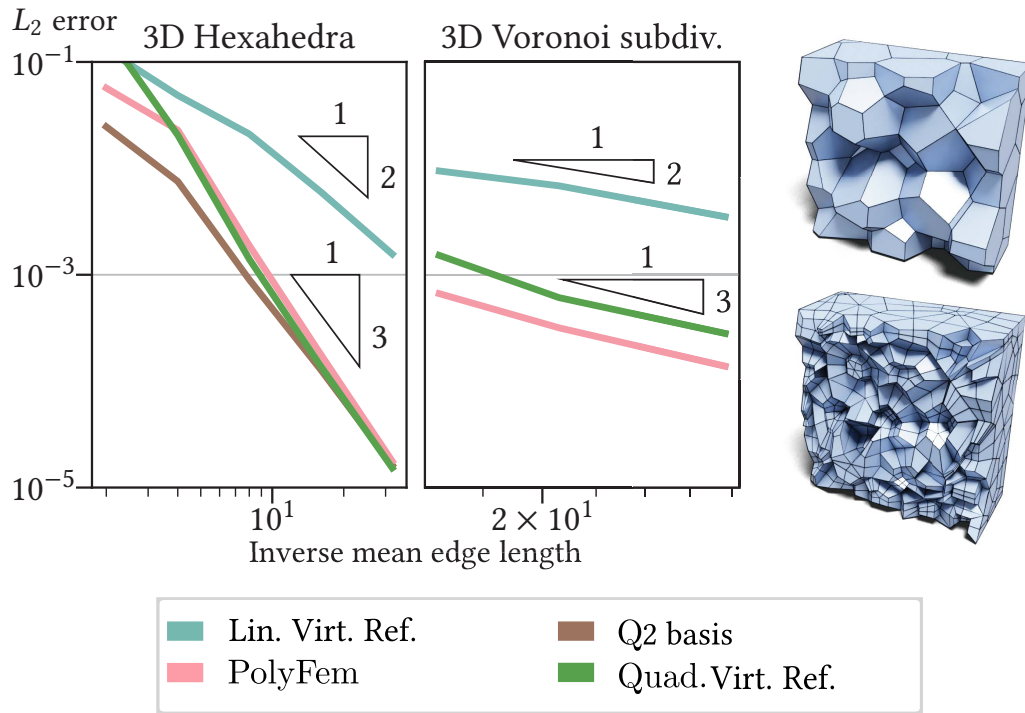 L₂ error
3D Hexahedra
3D Voronoi subdiv.
10⁻¹
10⁻³
10⁻⁵
1
2
1
3
1
2
1
3
10¹
2 × 10¹
Inverse mean edge length
Lin. Virt. Ref.
Q2 basis
PolyFem
Quad. Virt. Ref.